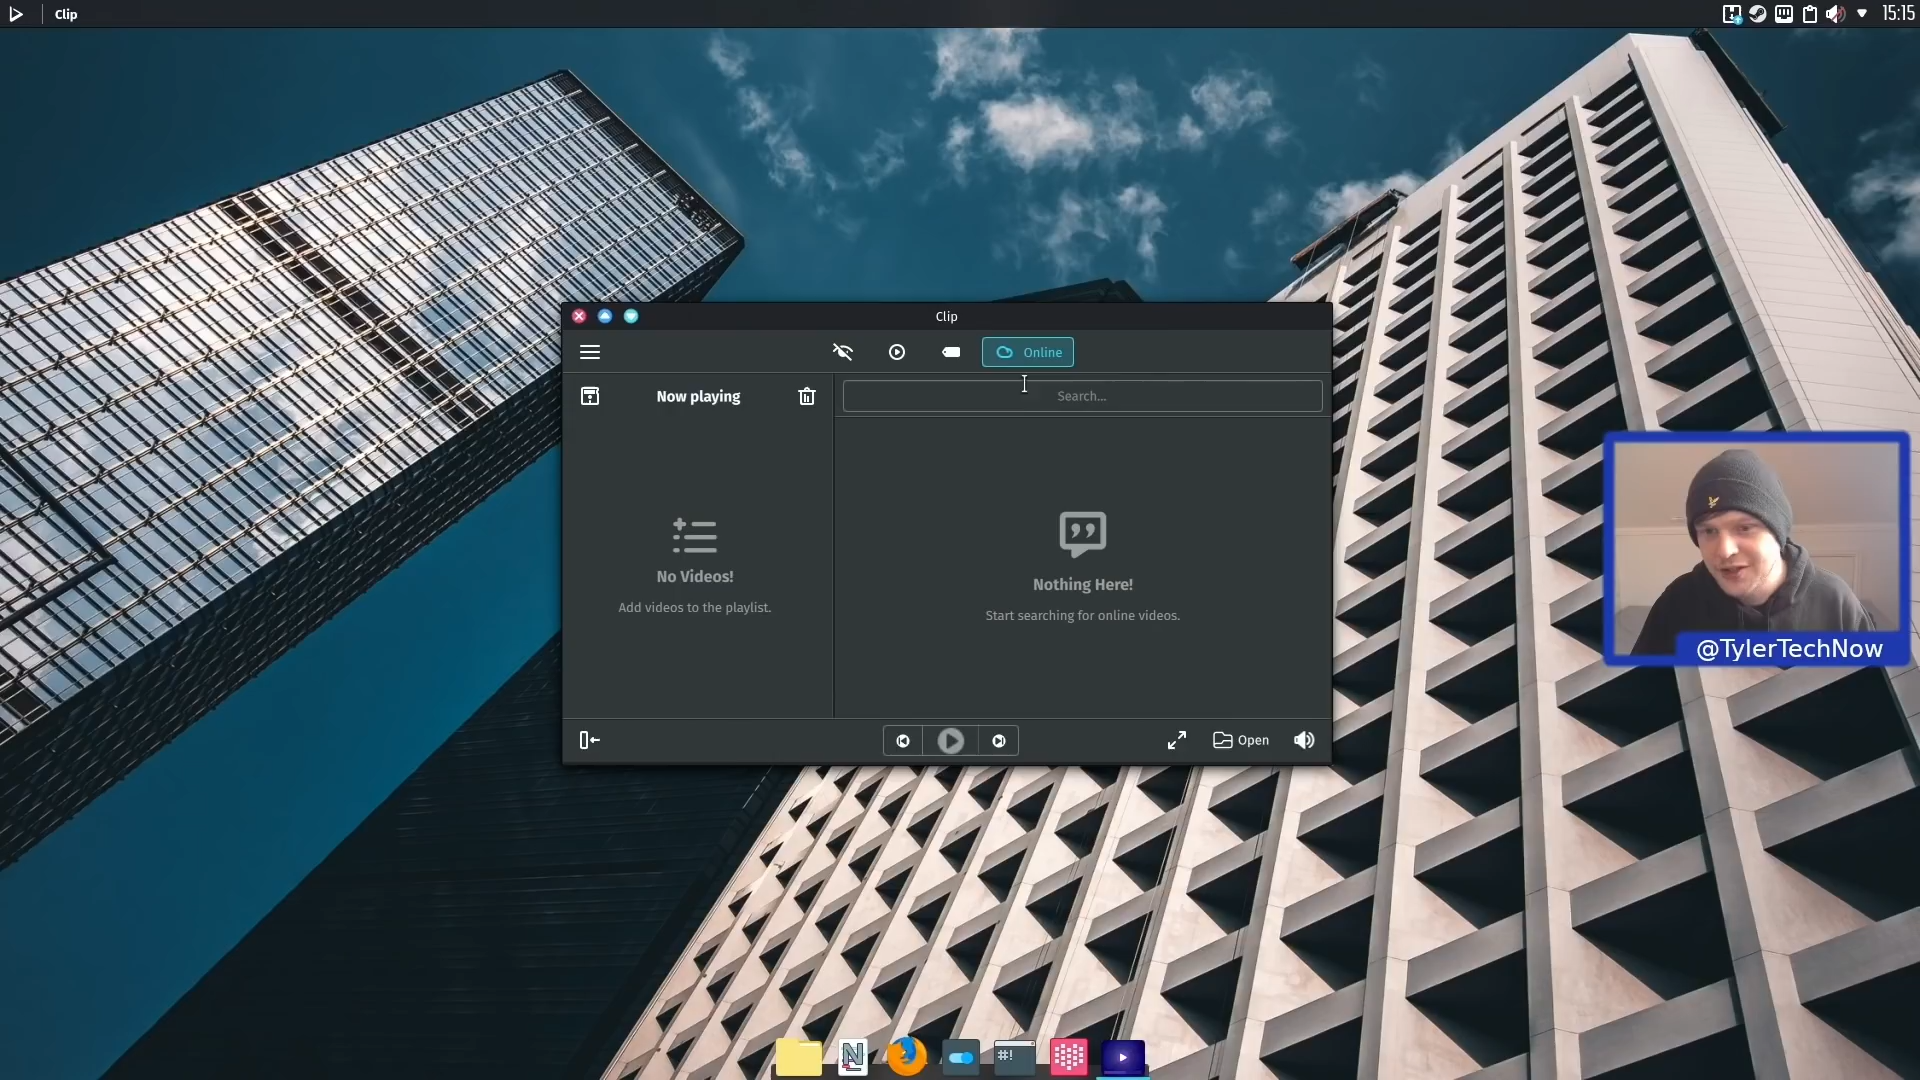 Clip
15:15
Clip
Online
Now playing
Search...
No Videos!
Add videos to the playlist.
Nothing Here!
Start searching for online videos.
Open
@TylerTechNow
#!